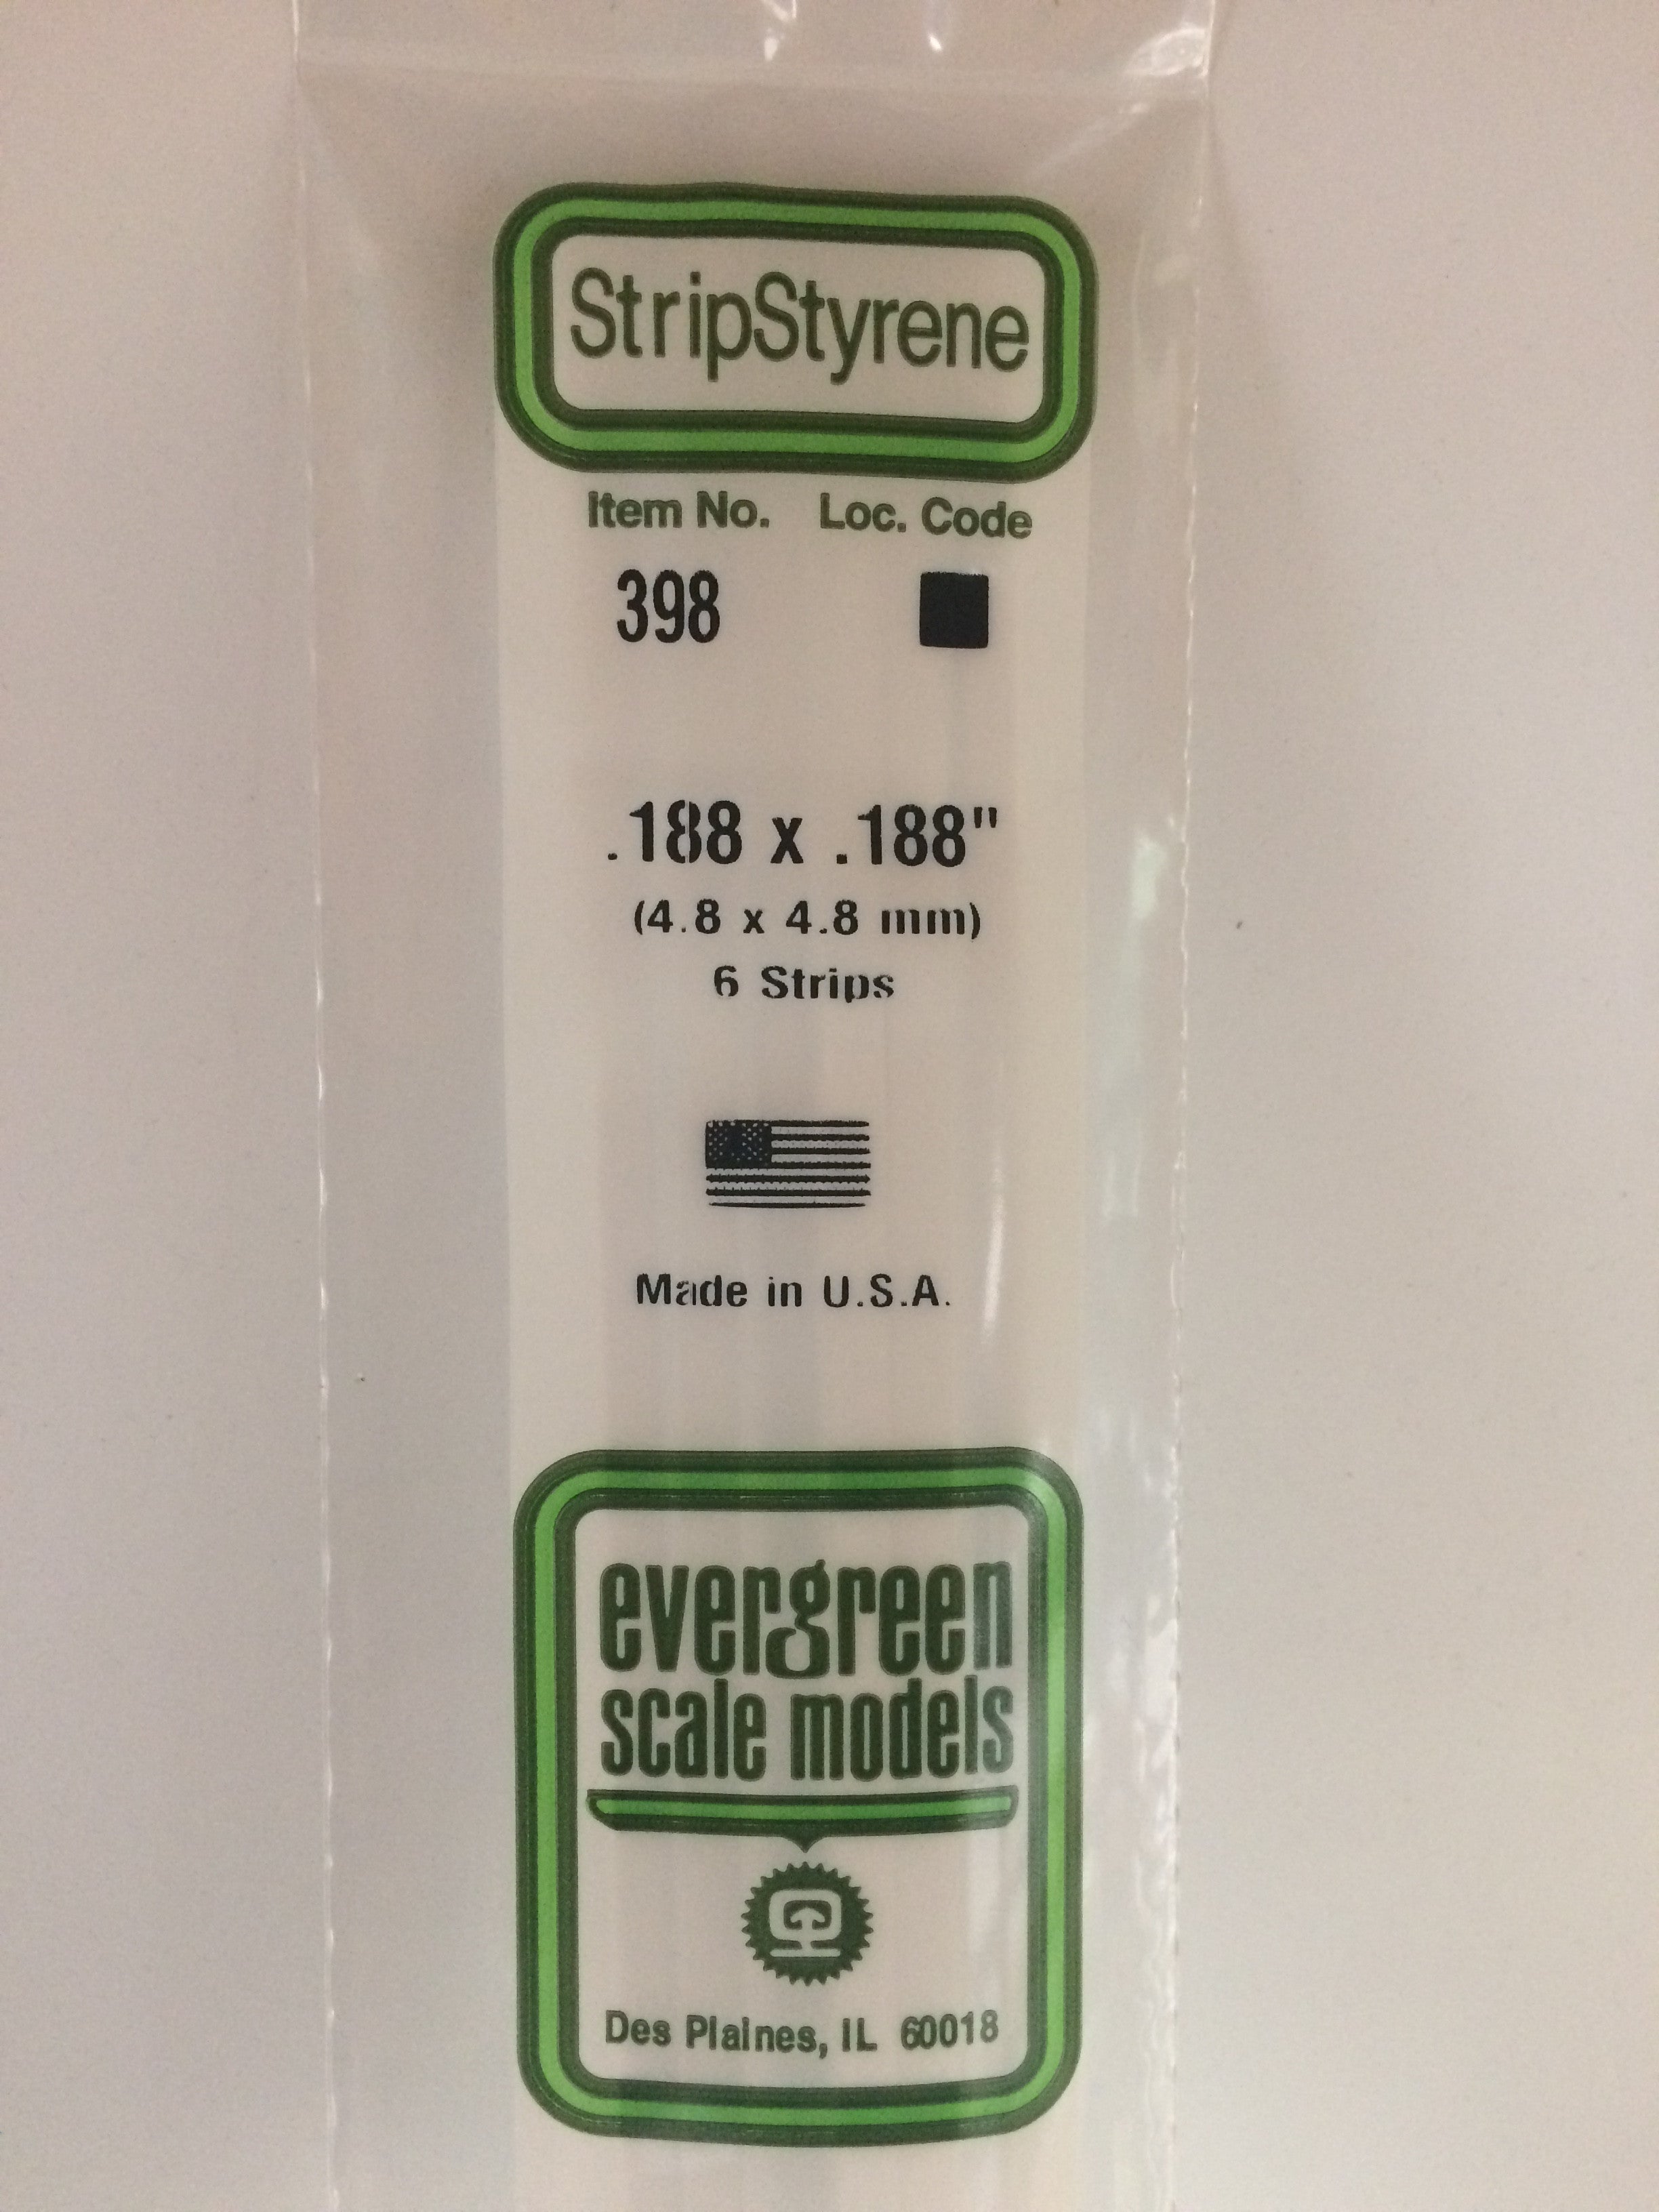 StripStyrene
Item No. Loc. Code
398
.188 x .188"
(4.8 x 4.8 mm)
6 Strips
Made in U.S.A.
evergreen
scale models
Des Plaines, IL 60018